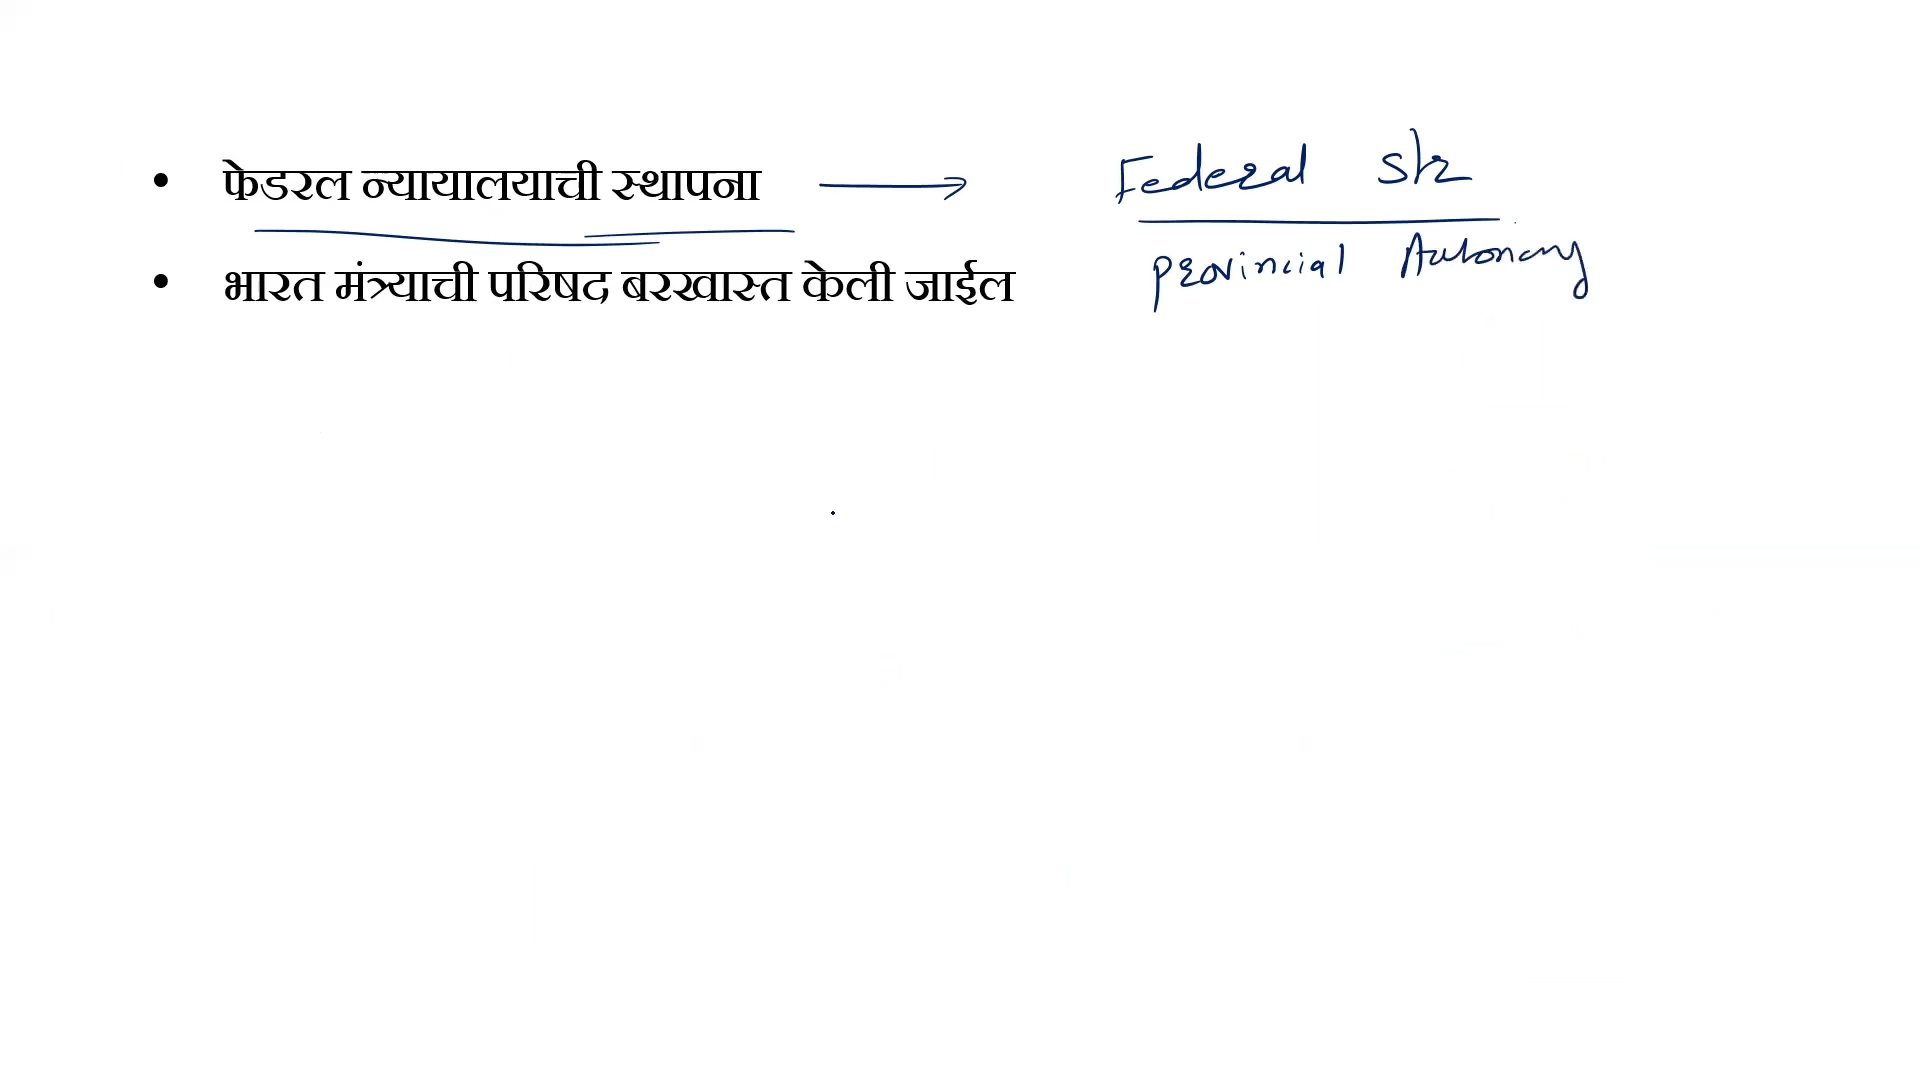 • फेडरल न्यायालयाची स्थापना → Federal Str
Provincial Autonomy
• भारत मंत्र्याची परिषद बरखास्त केली जाईल